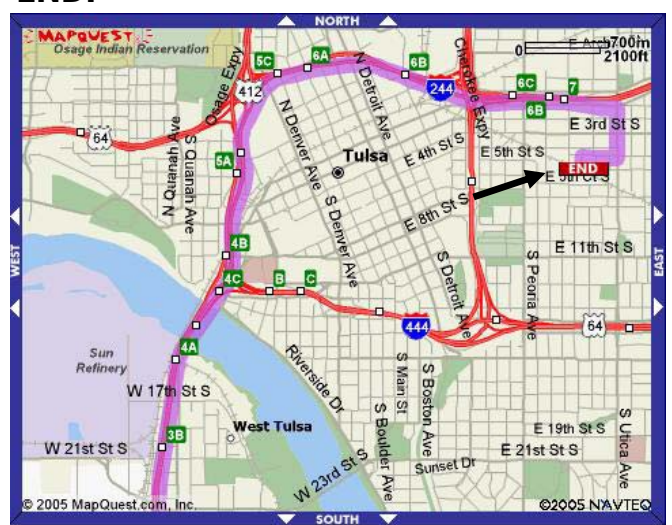 END.
NORTH
MAPQUEST
Osage Indian Reservation
Osage Expy
5C
6A
6B
N Detroit Ave
Cherokee Expy
E Arch
0 700m
2100ft
412
244
6C
7
6B
64
N Quanah Ave
S Quanah Ave
N Denver Ave
E 3rd St S
5A
Tulsa
E 4th St S
E 5th St S
END
E 8th St S
S Denver Ave
WEST
EAST
4B
4C
B
C
S Detroit Ave
S Peoria Ave
E 11th St S
444
64
Sun
Refinery
4A
Riverside Dr
S Main St
S Boston Ave
W 17th St S
3B
West Tulsa
S Boulder Ave
E 19th St S
S Utica Ave
W 21st St S
E 21st St S
W 23rd St S
Sunset Dr
© 2005 MapQuest.com, Inc.
©2005 NAVTEQ
SOUTH